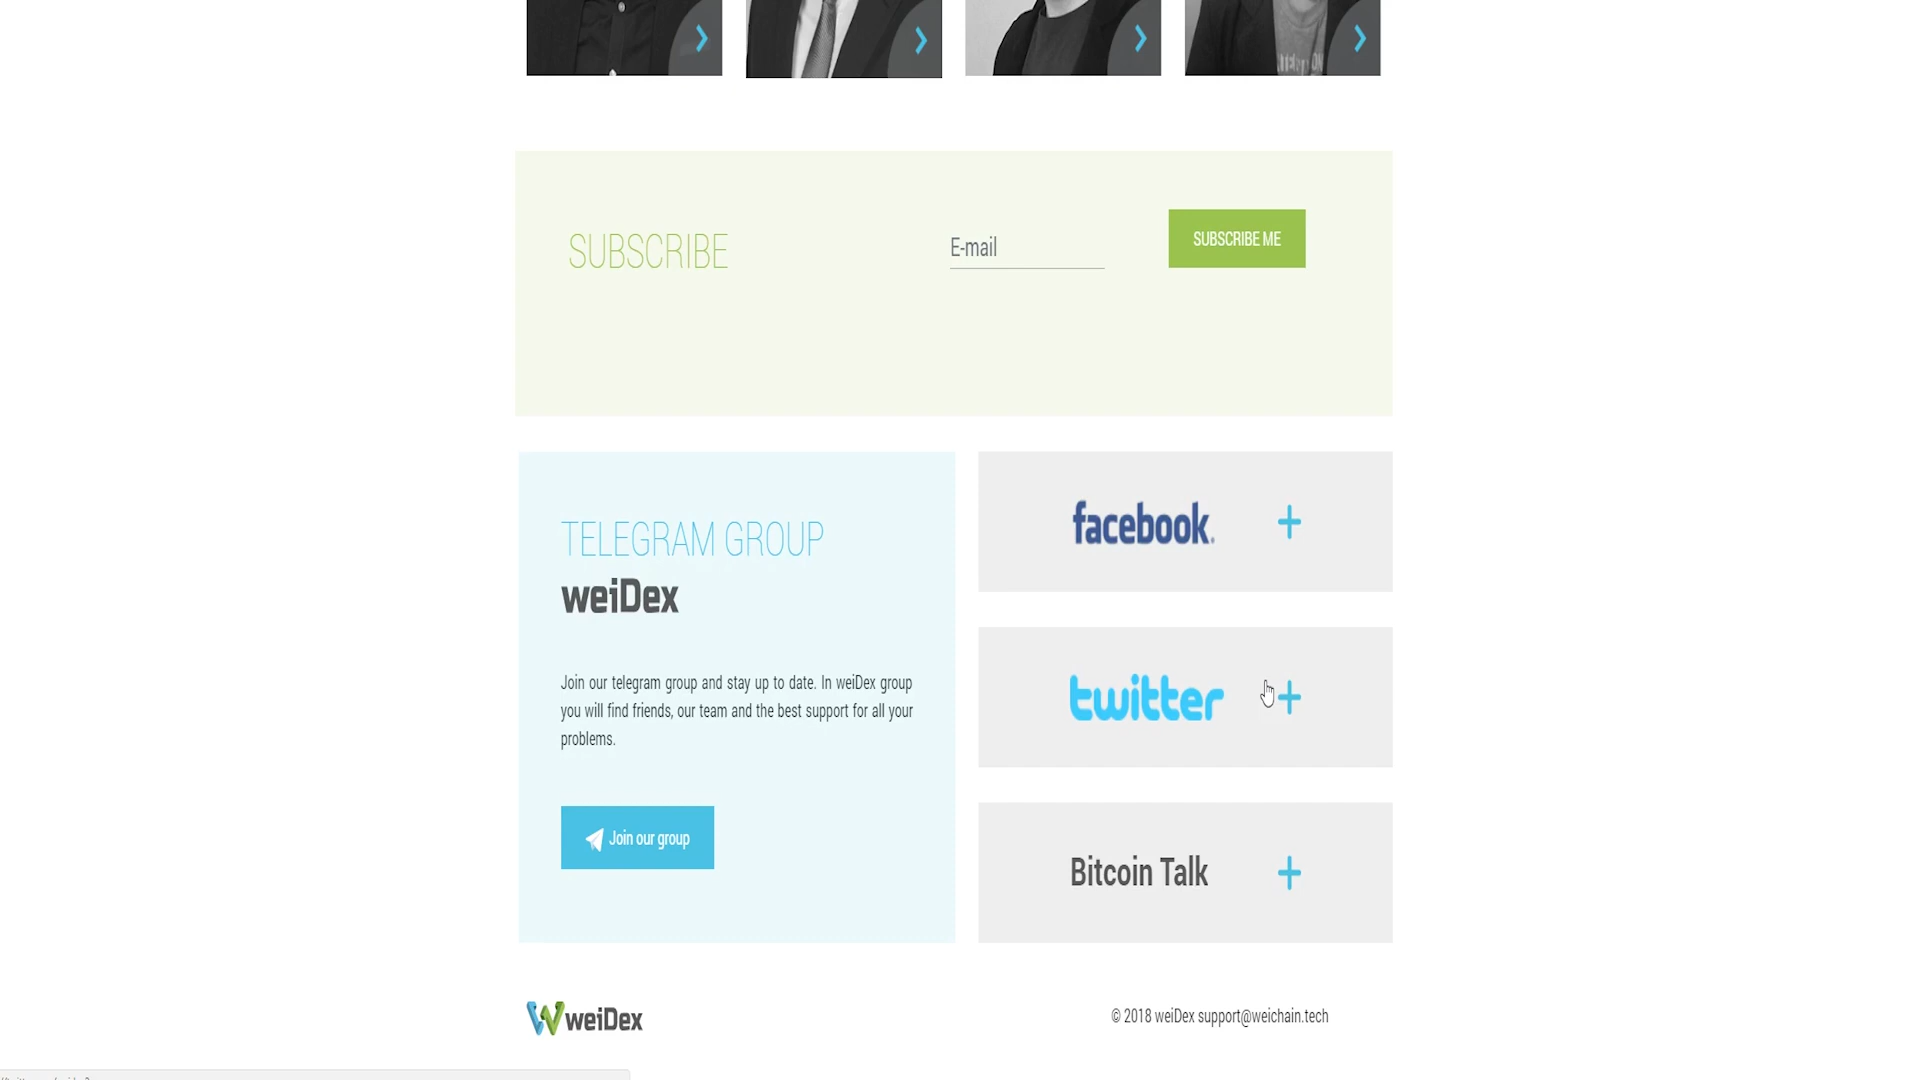 SUBSCRIBE
E-mail
SUBSCRIBE ME
TELEGRAM GROUP
weiDex
Join our telegram group and stay up to date. In weiDex group
you will find friends, our team and the best support for all your
problems.
Join our group
facebook.
twitter
Bitcoin Talk
weiDex
© 2018 weiDex support@weichain.tech